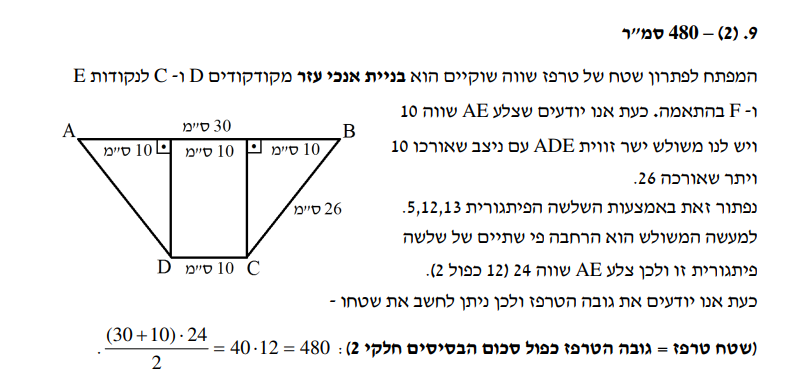 9. (2) – 480 סמ״ר
המפתח לפתרון שטח של טרפז שווה שוקיים הוא בניית אנכי עזר מקודקודים D ו- C לנקודות E
ו- F בהתאמה. כעת אנו יודעים שצלע AE שווה 10
ויש לנו משולש ישר זווית ADE עם ניצב שאורכו 10
ויתר שאורכה 26.
נפתור זאת באמצעות השלשה הפיתגורית 5,12,13.
למעשה המשולש הוא הרחבה פי שתיים של שלשה
פיתגורית זו ולכן צלע AE שווה 24 (12 כפול 2).
כעת אנו יודעים את גובה הטרפז ולכן ניתן לחשב את שטחו -
(שטח טרפז = גובה הטרפז כפול סכום הבסיסים חלקי 2): $\frac{(30+10)\cdot 24}{2} = 40\cdot 12 = 480$ .
30 ס״מ
A
B
10 ס״מ
10 ס״מ
10 ס״מ
26 ס״מ
D
10 ס״מ
C